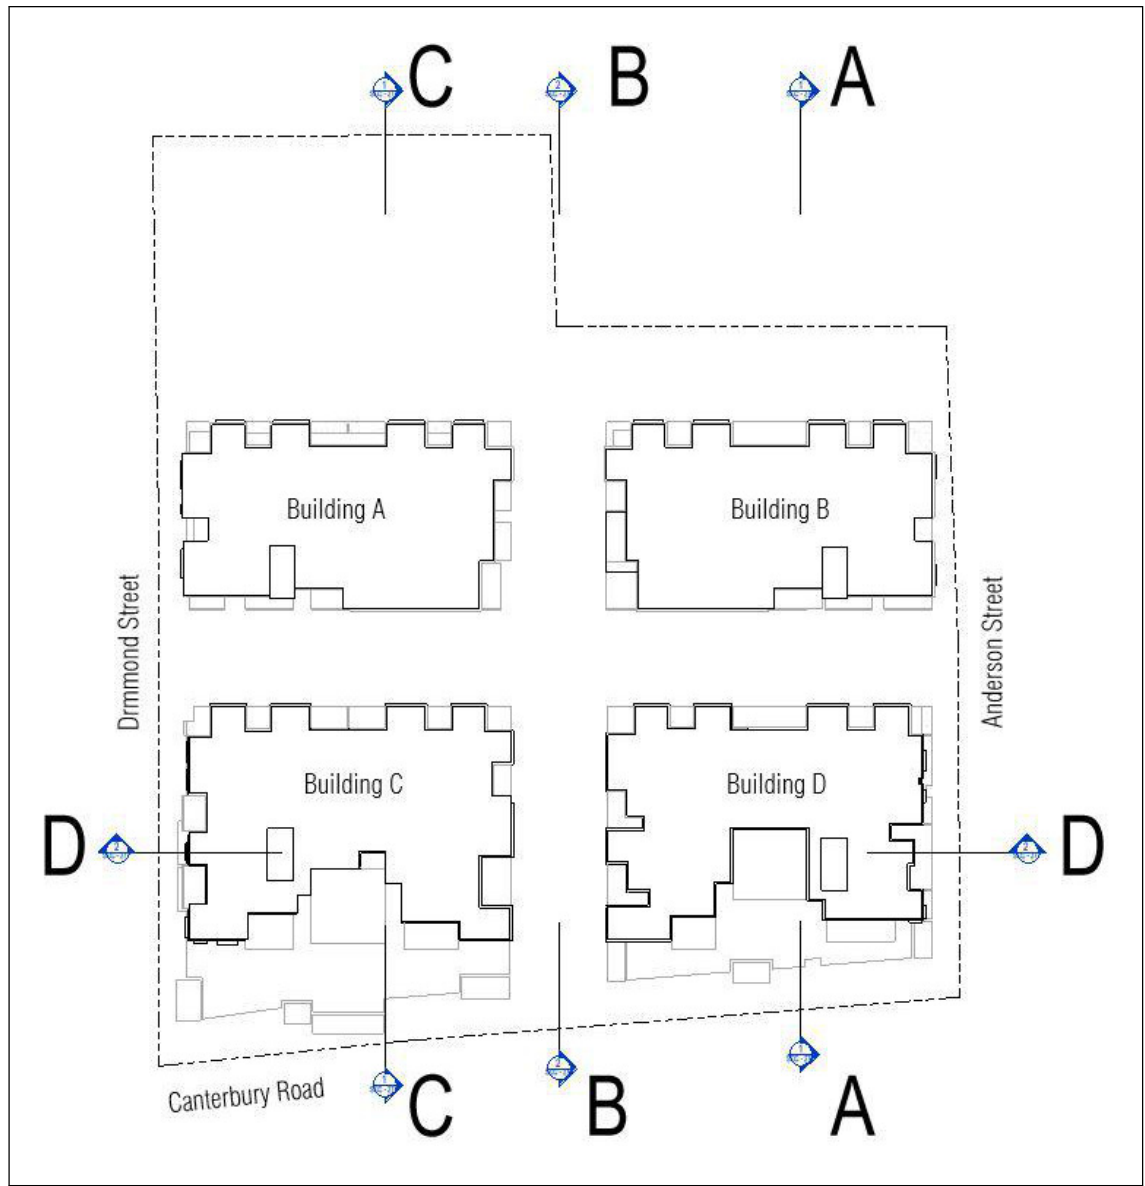 C B A
Building A
Building B
Drmmond Street
Anderson Street
Building C
Building D
D
D
Canterbury Road
C B A